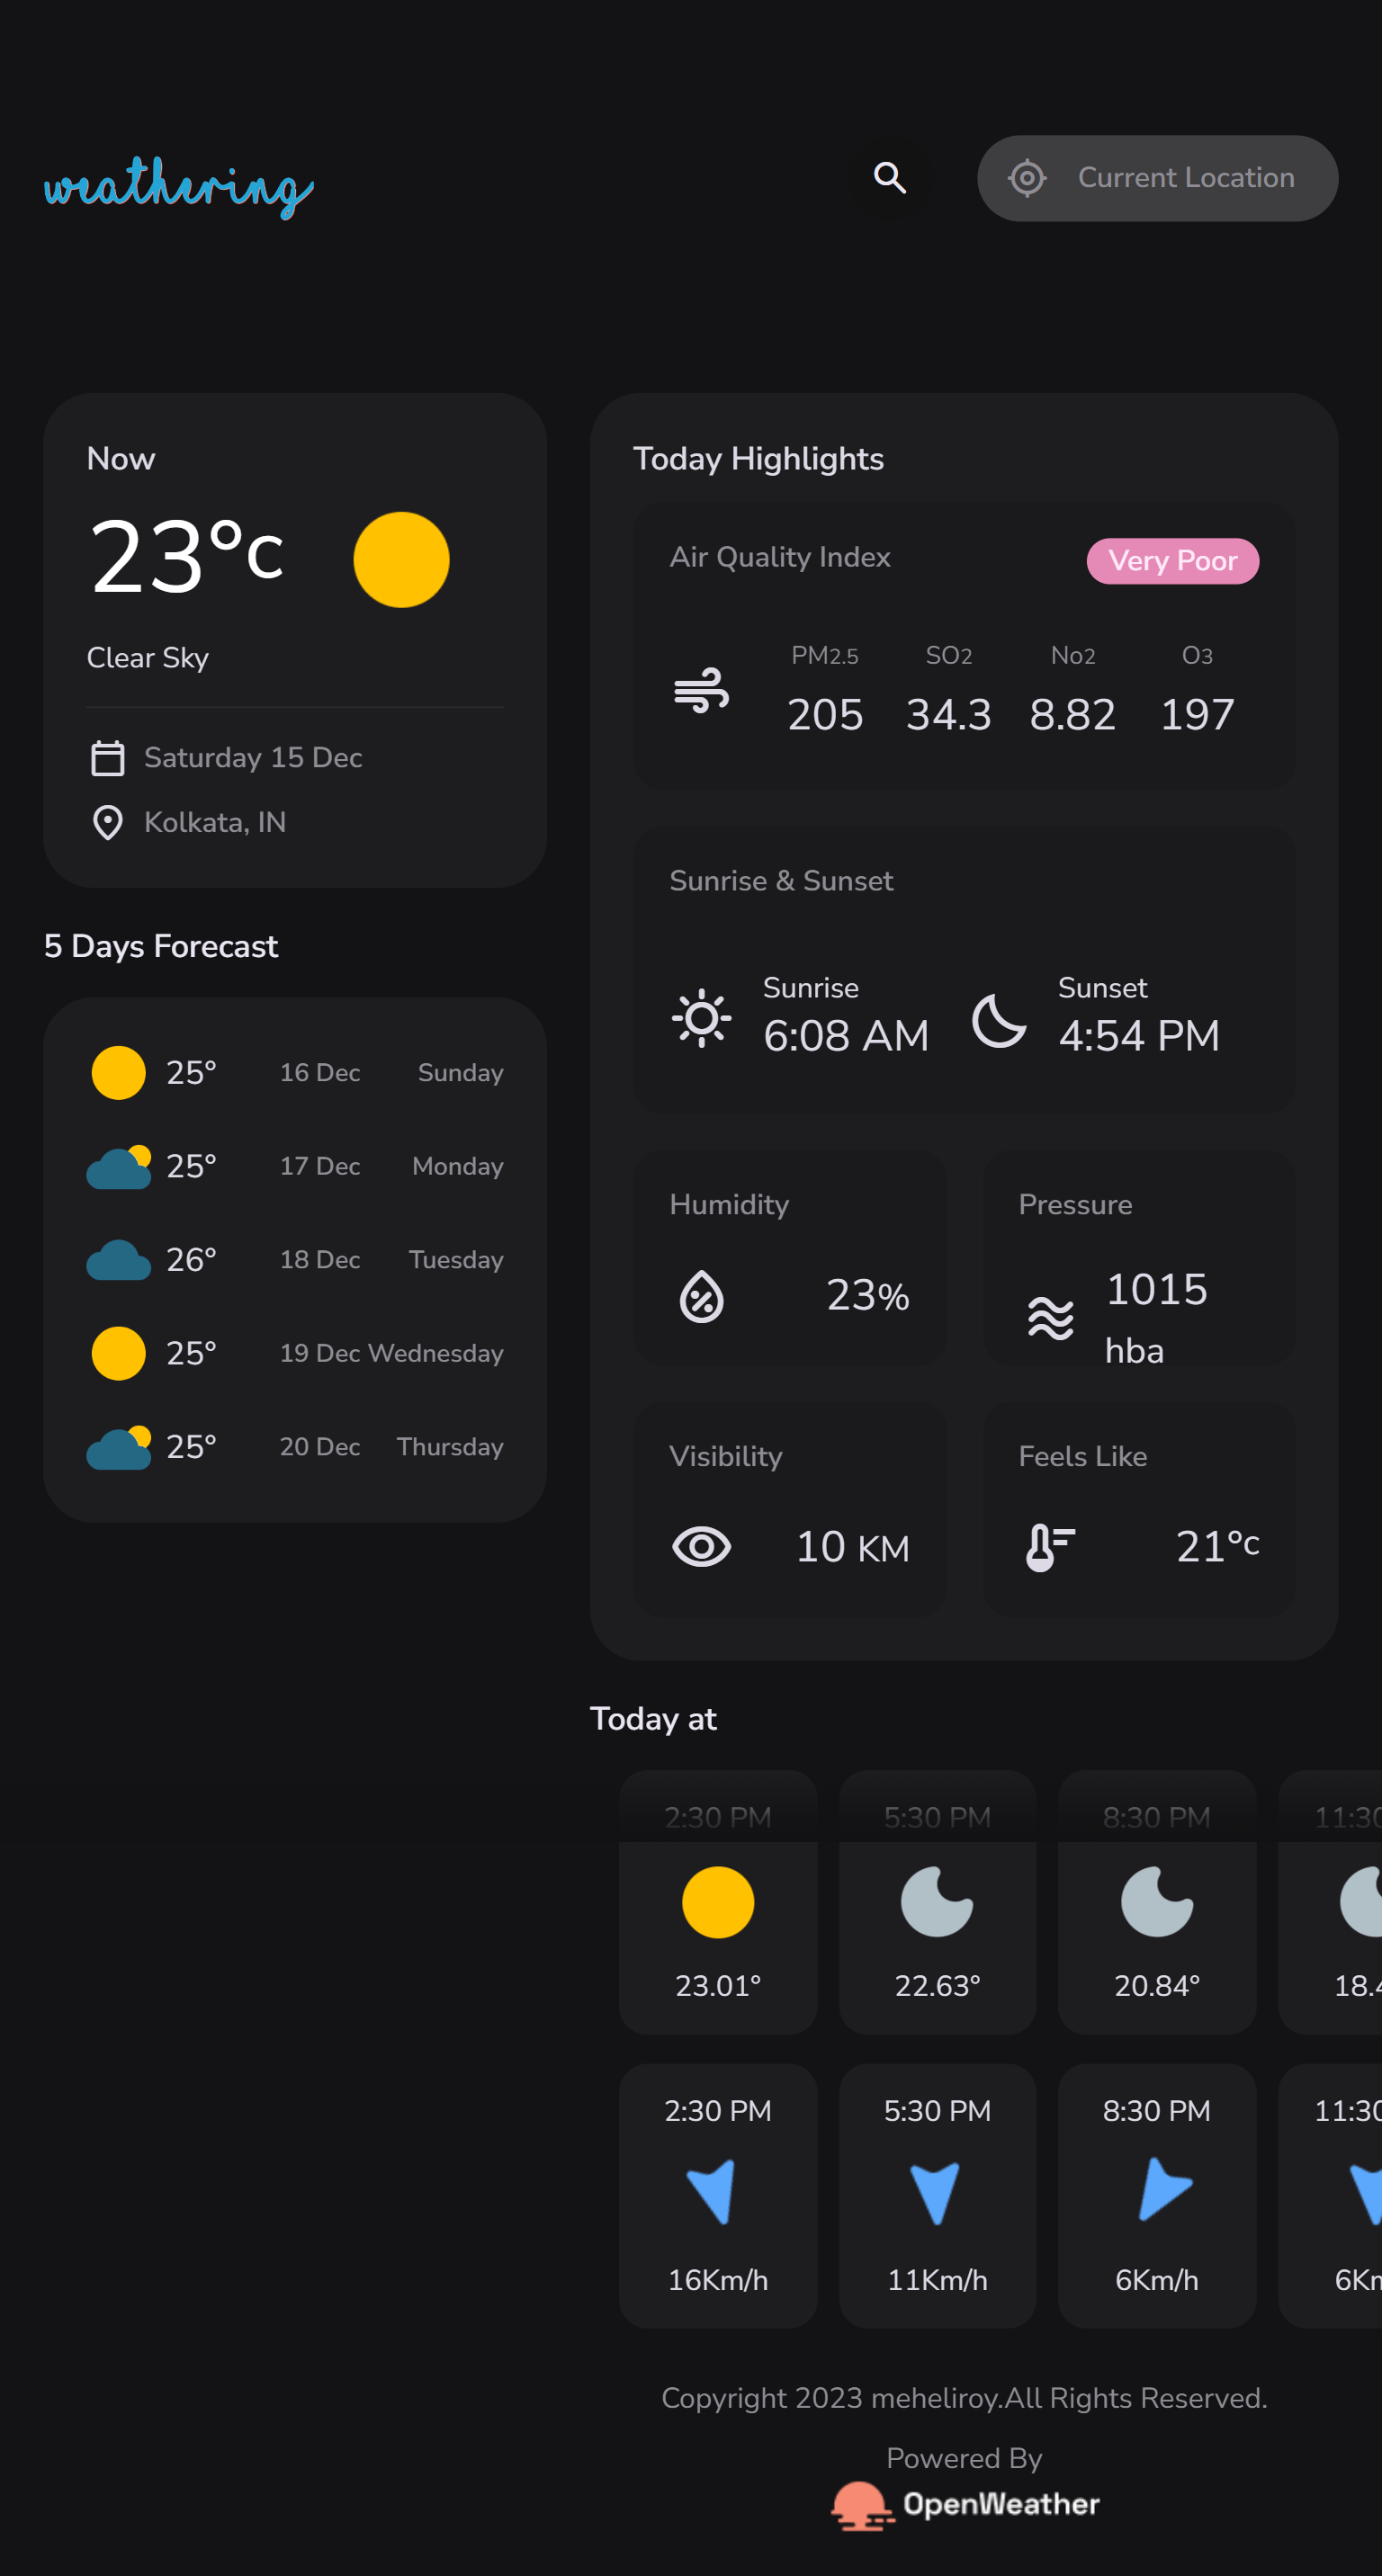 weathering
Current Location
Now
23°c
Clear Sky
Saturday 15 Dec
Kolkata, IN
5 Days Forecast
25° 16 Dec Sunday
25° 17 Dec Monday
26° 18 Dec Tuesday
25° 19 Dec Wednesday
25° 20 Dec Thursday
Today Highlights
Air Quality Index
Very Poor
PM2.5 SO2 No2 O3
205 34.3 8.82 197
Sunrise & Sunset
Sunrise
6:08 AM
Sunset
4:54 PM
Humidity
23%
Pressure
1015
hba
Visibility
10 KM
Feels Like
21°c
Today at
2:30 PM 5:30 PM 8:30 PM 11:30
23.01° 22.63° 20.84° 18.4
2:30 PM 5:30 PM 8:30 PM 11:30
16Km/h 11Km/h 6Km/h 6Km
Copyright 2023 meheliroy.All Rights Reserved.
Powered By
OpenWeather